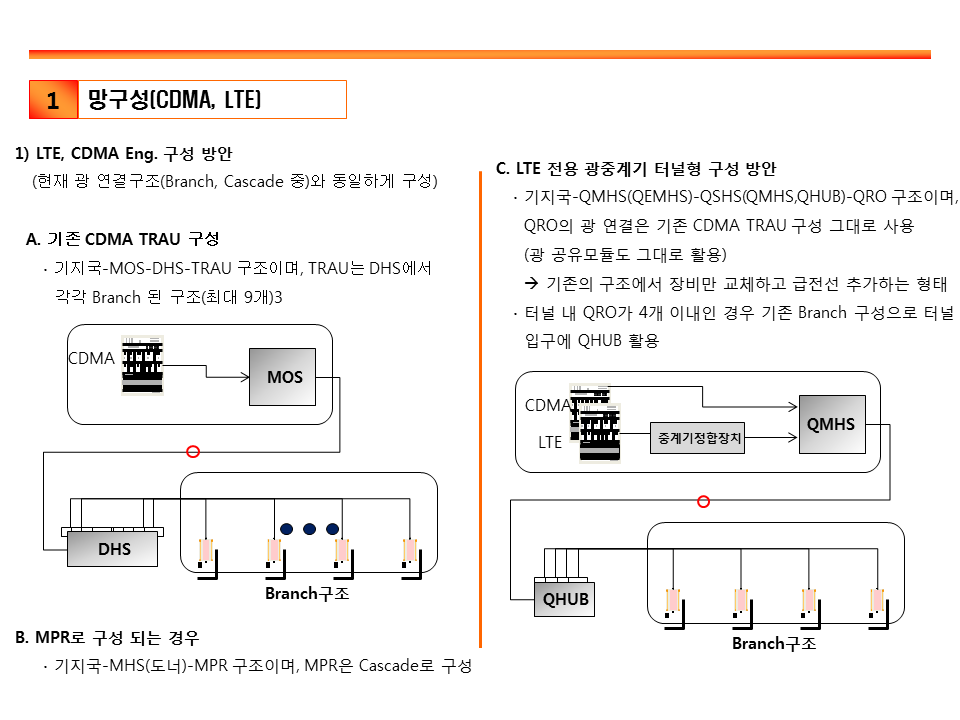 1
망구성(CDMA, LTE)
1) LTE, CDMA Eng. 구성 방안
(현재 광 연결구조(Branch, Cascade 중)와 동일하게 구성)
A. 기존 CDMA TRAU 구성
· 기지국-MOS-DHS-TRAU 구조이며, TRAU는 DHS에서
각각 Branch 된 구조(최대 9개)3
CDMA
MOS
DHS
Branch구조
B. MPR로 구성 되는 경우
· 기지국-MHS(도너)-MPR 구조이며, MPR은 Cascade로 구성
C. LTE 전용 광중계기 터널형 구성 방안
· 기지국-QMHS(QEMHS)-QSHS(QMHS,QHUB)-QRO 구조이며,
QRO의 광 연결은 기존 CDMA TRAU 구성 그대로 사용
(광 공유모듈도 그대로 활용)
→ 기존의 구조에서 장비만 교체하고 급전선 추가하는 형태
· 터널 내 QRO가 4개 이내인 경우 기존 Branch 구성으로 터널
입구에 QHUB 활용
CDMA
LTE
중계기정합장치
QMHS
QHUB
Branch구조